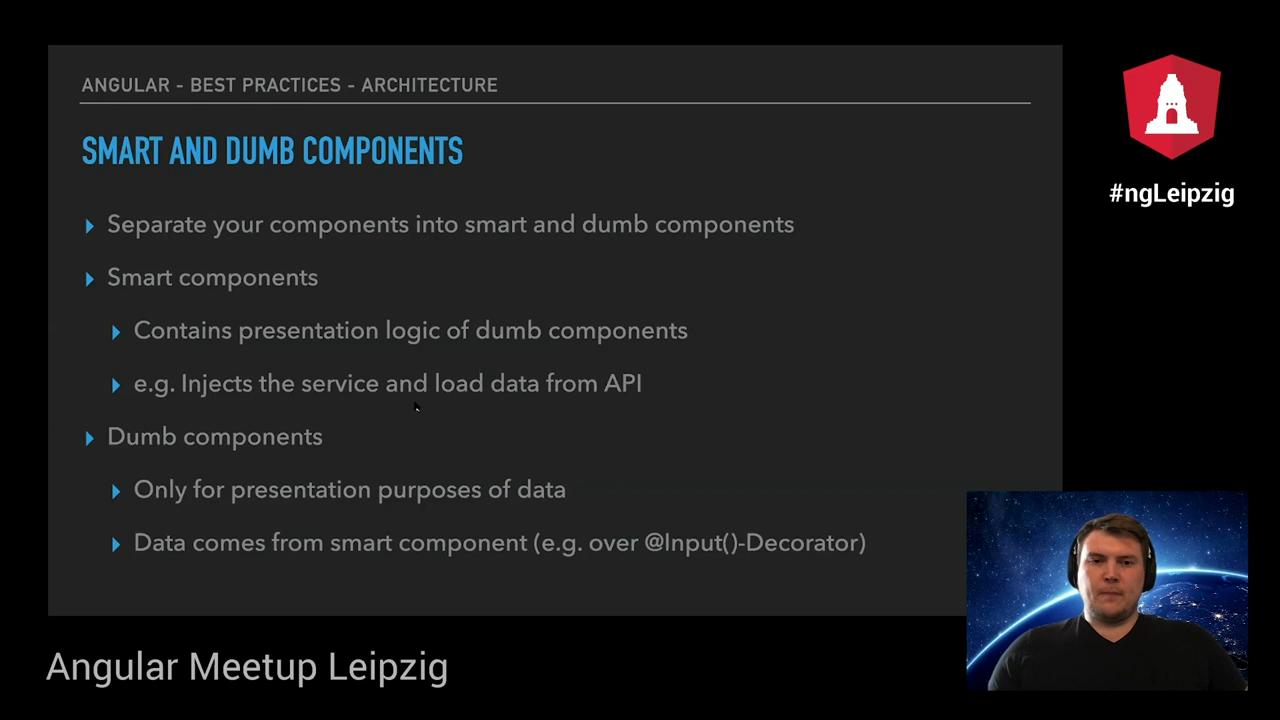 ANGULAR - BEST PRACTICES - ARCHITECTURE
SMART AND DUMB COMPONENTS
Separate your components into smart and dumb components
Smart components
Contains presentation logic of dumb components
e.g. Injects the service and load data from API
Dumb components
Only for presentation purposes of data
Data comes from smart component (e.g. over @Input()-Decorator)
#ngLeipzig
Angular Meetup Leipzig